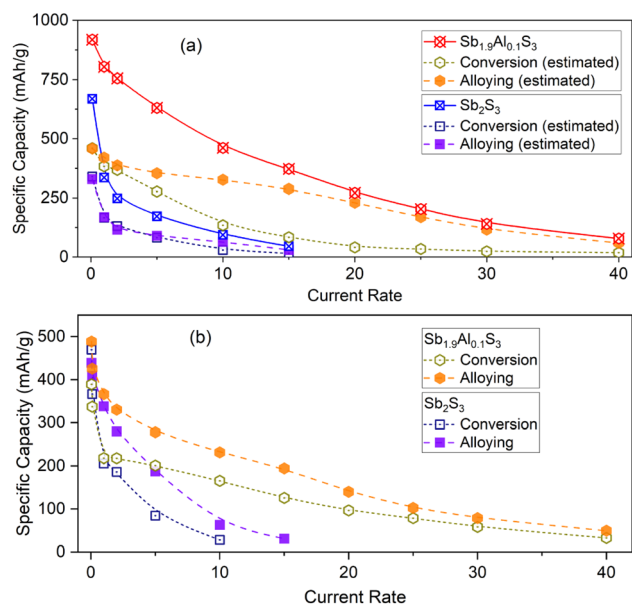 1000
750
500
250
0
Specific Capacity (mAh/g)
(a)
Sb₁.₉Al₀.₁S₃
Conversion (estimated)
Alloying (estimated)
Sb₂S₃
Conversion (estimated)
Alloying (estimated)
0 10 20 30 40
Current Rate
500
400
300
200
100
0
Specific Capacity (mAh/g)
(b)
Sb₁.₉Al₀.₁S₃
Conversion
Alloying
Sb₂S₃
Conversion
Alloying
0 10 20 30 40
Current Rate